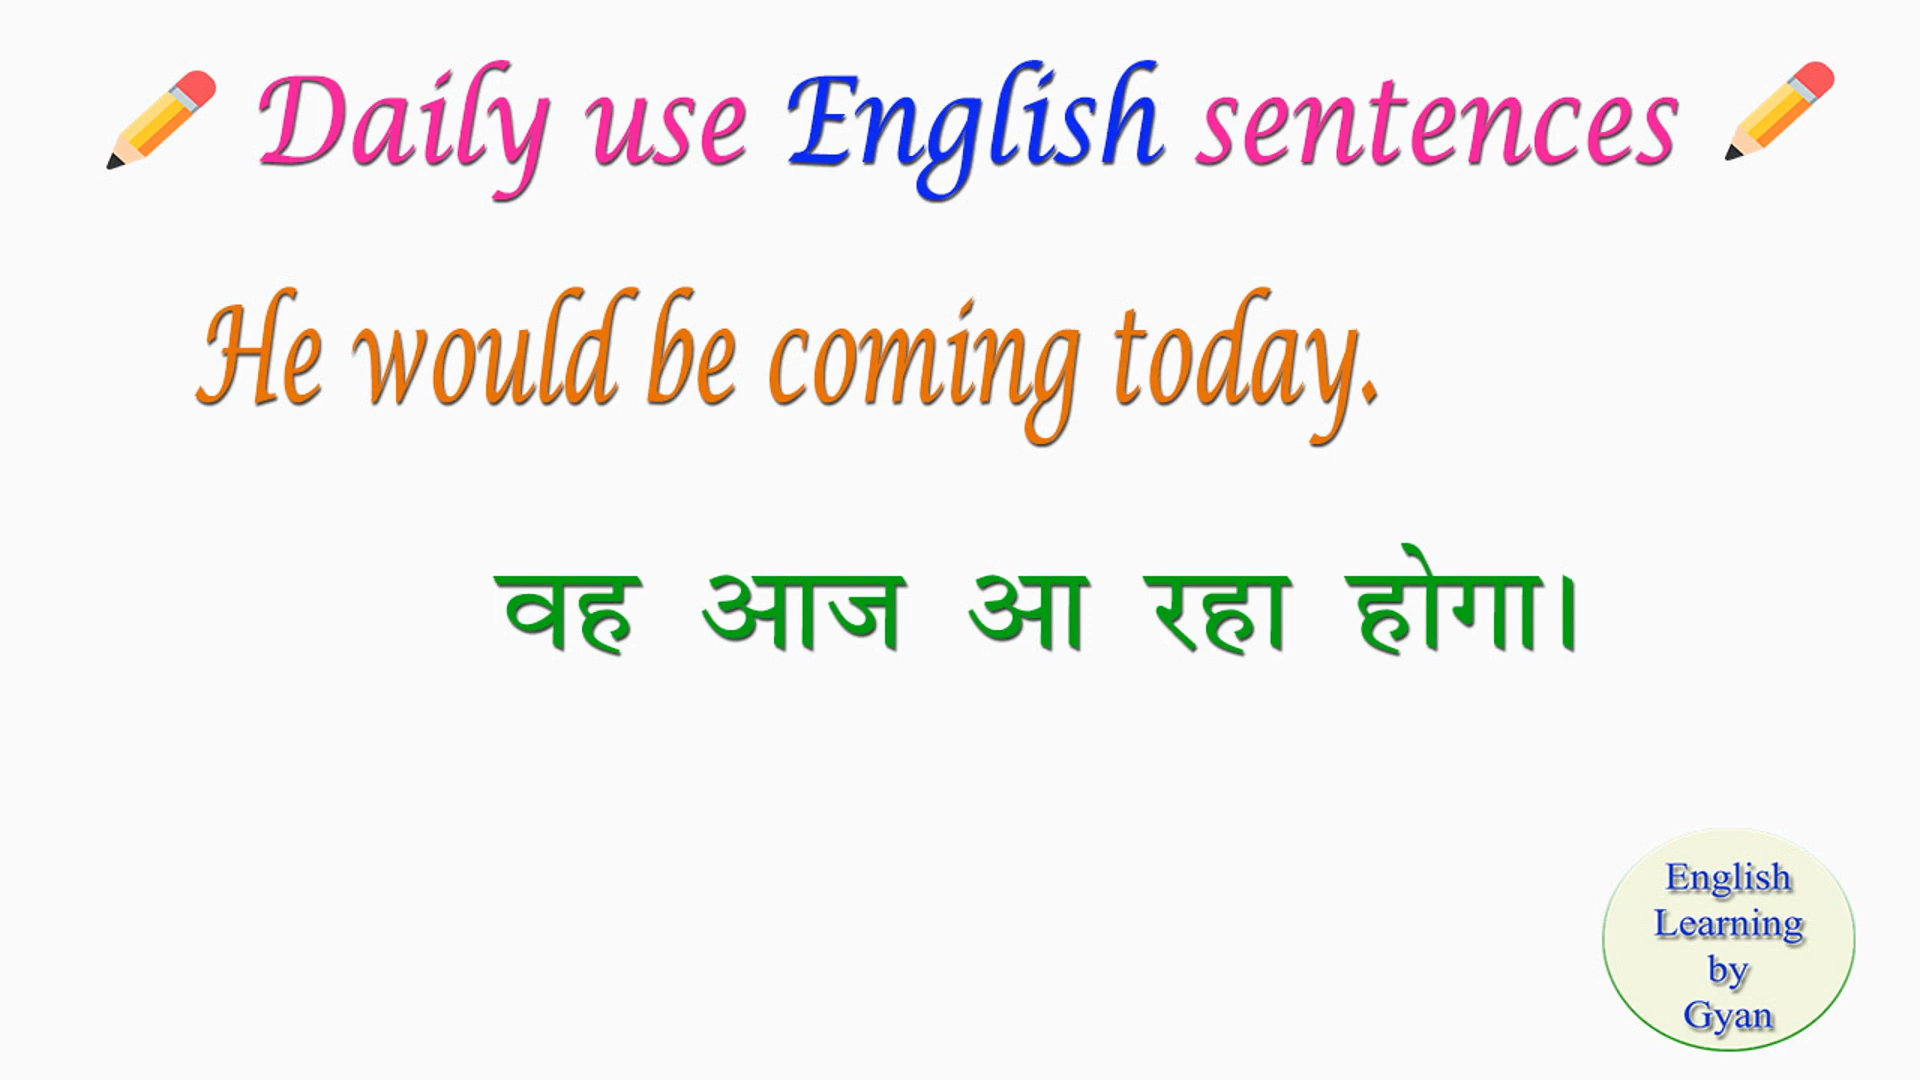 Daily use English sentences
He would be coming today.
वह आज आ रहा होगा।
English
Learning
by
Gyan